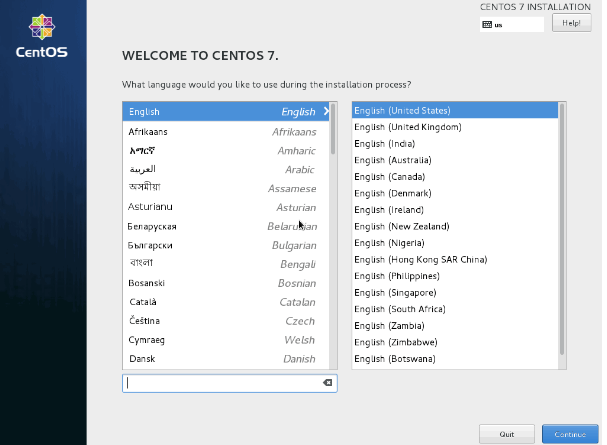 CENTOS 7 INSTALLATION
us
Help!
CentOS
WELCOME TO CENTOS 7.
What language would you like to use during the installation process?
English English
Afrikaans Afrikaans
አማርኛ Amharic
العربية Arabic
অসমীয়া Assamese
Asturianu Asturian
Беларуская Belarusian
Български Bulgarian
বাংলা Bengali
Bosanski Bosnian
Català Catalan
Čeština Czech
Cymraeg Welsh
Dansk Danish
English (United States)
English (United Kingdom)
English (India)
English (Australia)
English (Canada)
English (Denmark)
English (Ireland)
English (New Zealand)
English (Nigeria)
English (Hong Kong SAR China)
English (Philippines)
English (Singapore)
English (South Africa)
English (Zambia)
English (Zimbabwe)
English (Botswana)
Quit
Continue